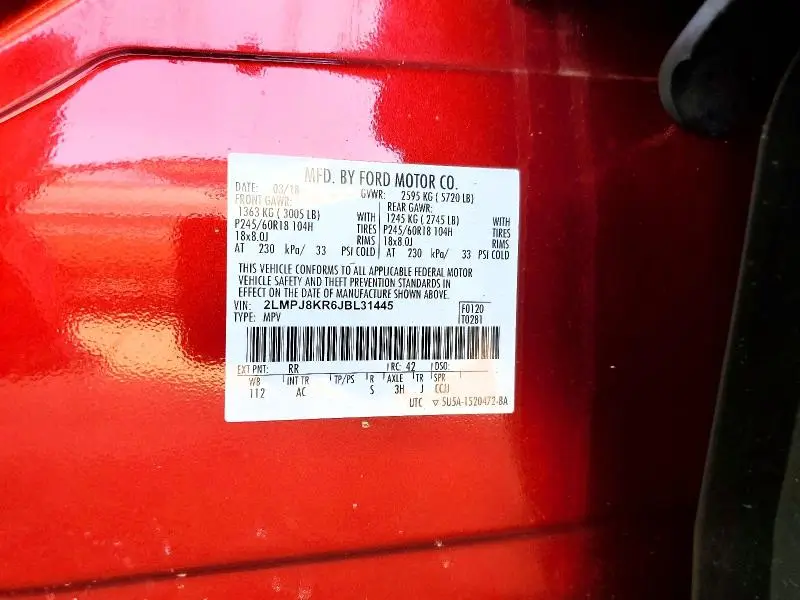 MFD. BY FORD MOTOR CO.
DATE: 03/18 GVWR: 2595 KG ( 5720 LB)
FRONT GAWR: REAR GAWR:
1363 KG ( 3005 LB) WITH 1245 KG ( 2745 LB) WITH
P245/60R18 104H TIRES P245/60R18 104H TIRES
18x8.0J RIMS 18x8.0J RIMS
AT 230 kPa/ 33 PSI COLD AT 230 kPa/ 33 PSI COLD
THIS VEHICLE CONFORMS TO ALL APPLICABLE FEDERAL MOTOR
VEHICLE SAFETY AND THEFT PREVENTION STANDARDS IN
EFFECT ON THE DATE OF MANUFACTURE SHOWN ABOVE.
VIN: 2LMPJ8KR6JBL31445 F0120
TYPE: MPV T0281
EXT PNT: RR RC: 42 DSO:
WB INT TR TP/PS R AXLE TR SPR
112 AC S 3H J CCJJ
UTC ▽ 5U5A-1520472-BA